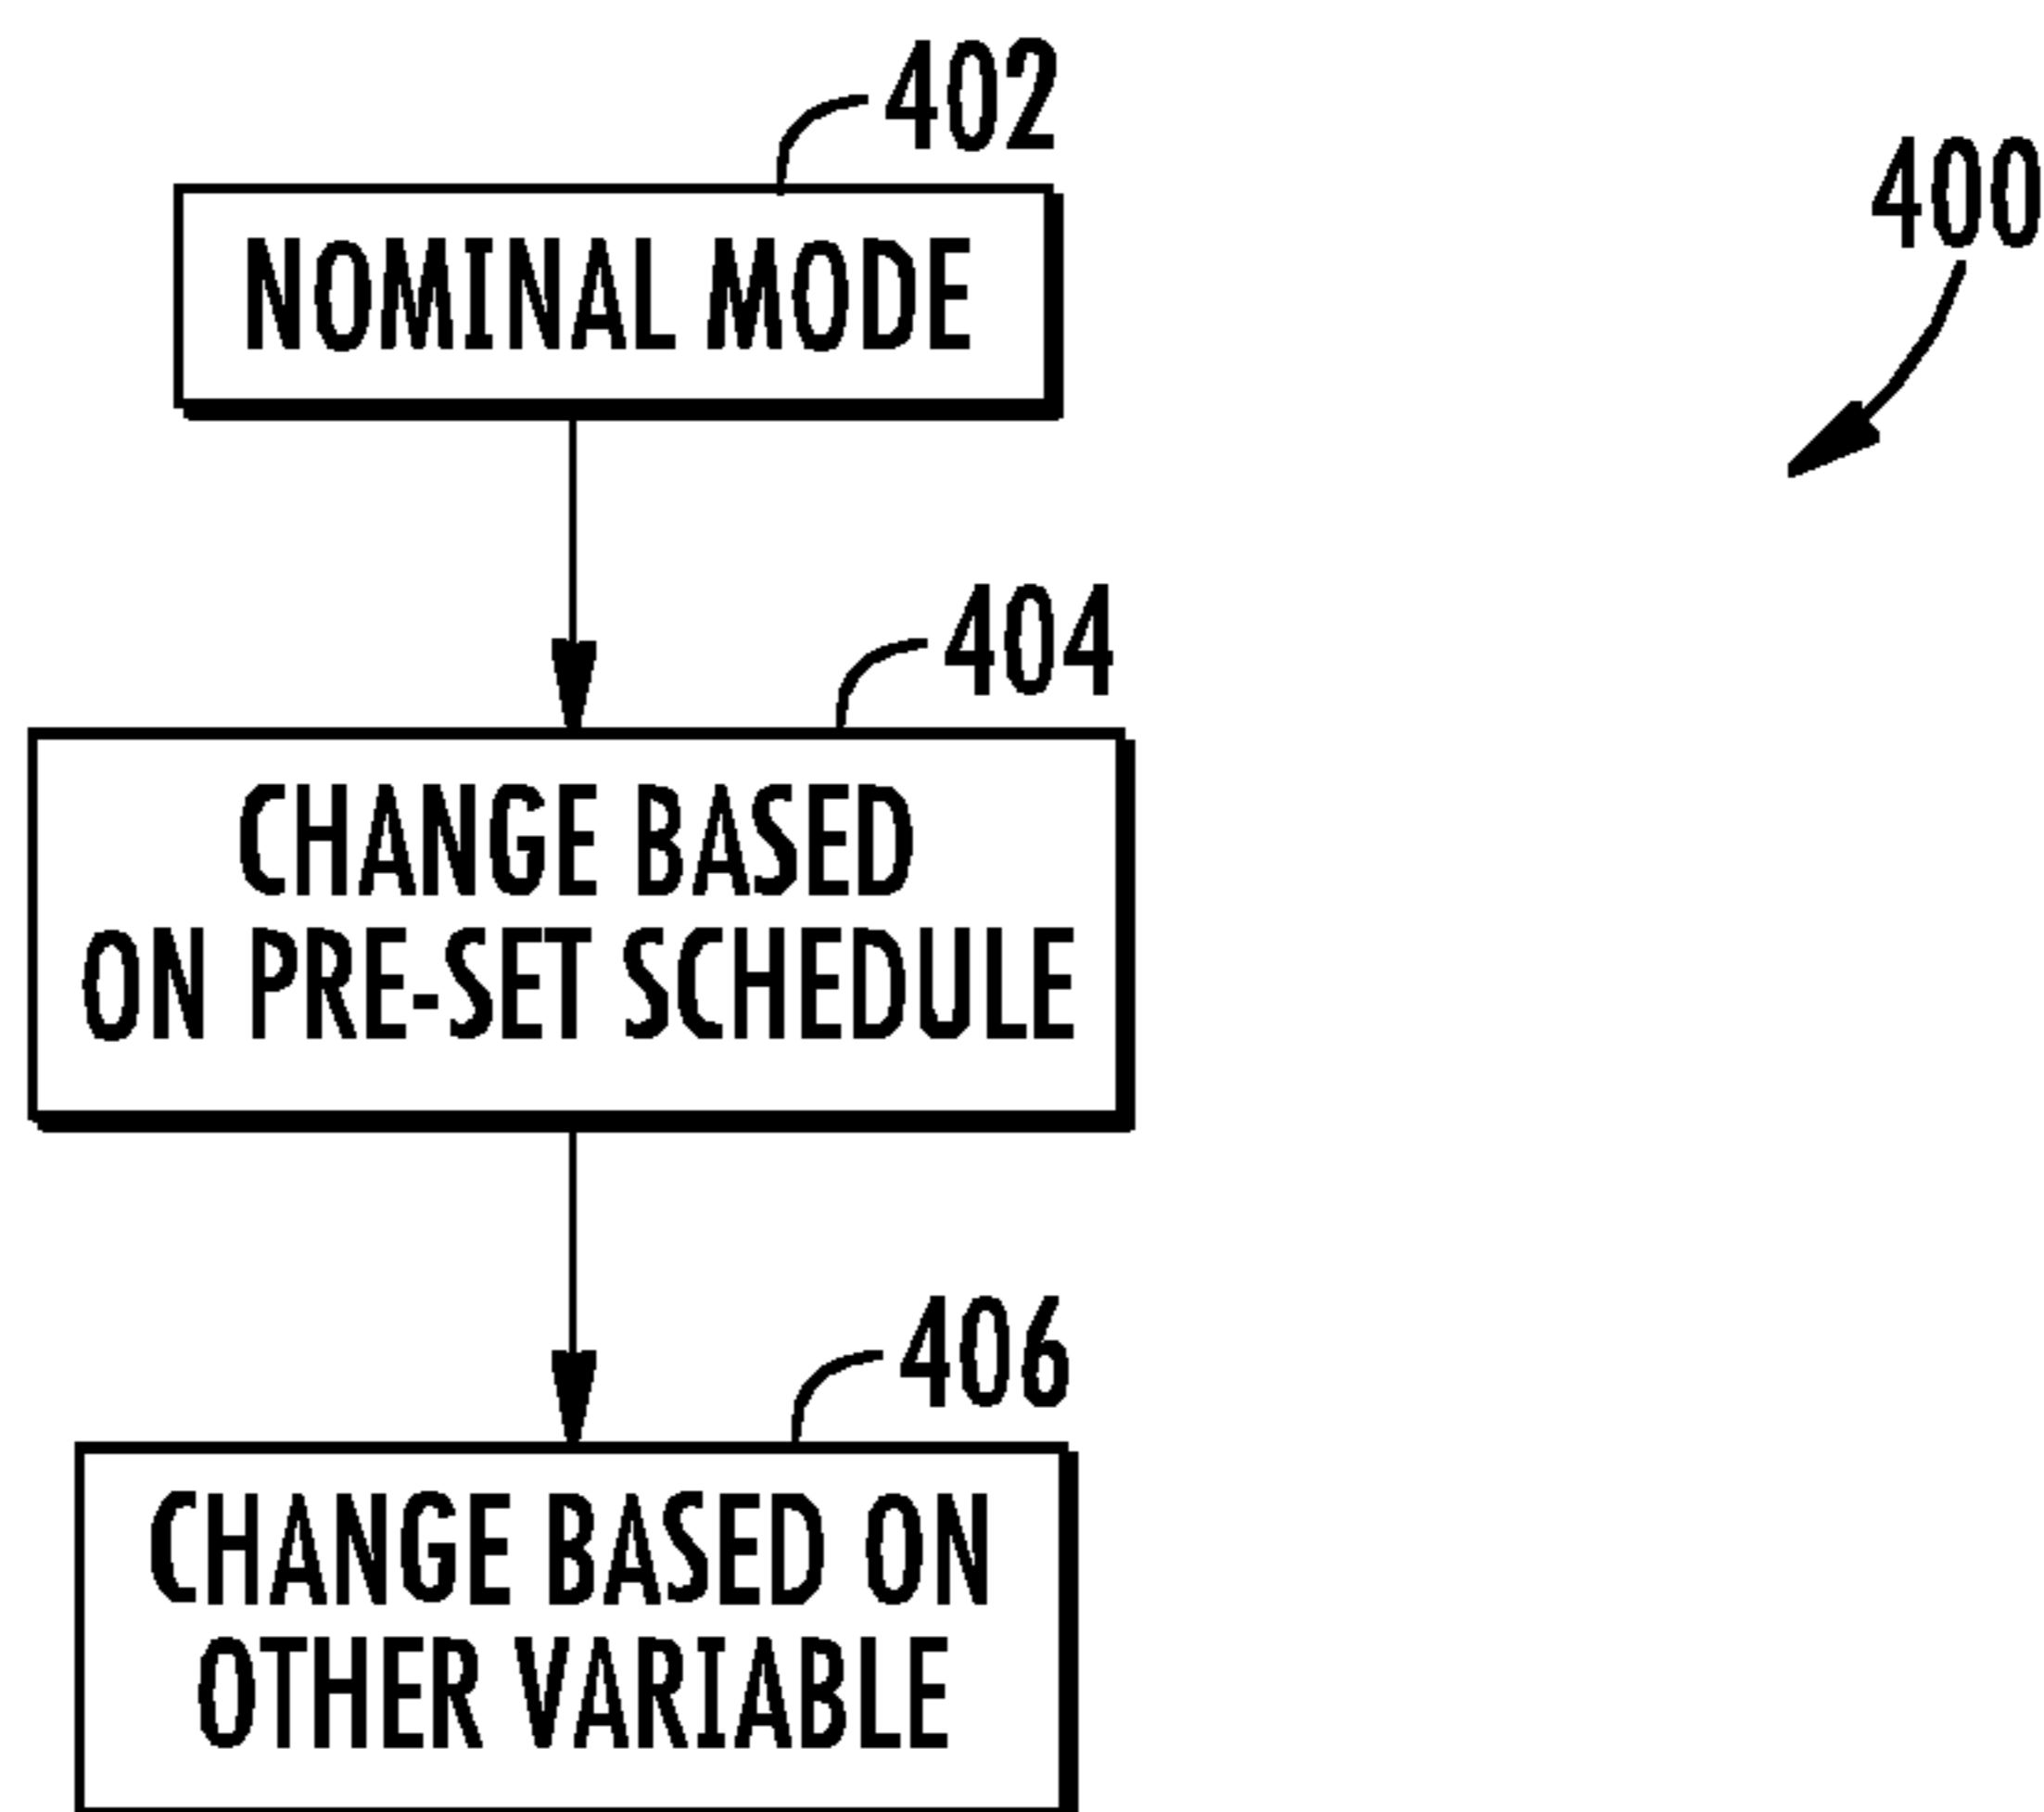 402
400
NOMINAL MODE
404
CHANGE BASED
ON PRE-SET SCHEDULE
406
CHANGE BASED ON
OTHER VARIABLE